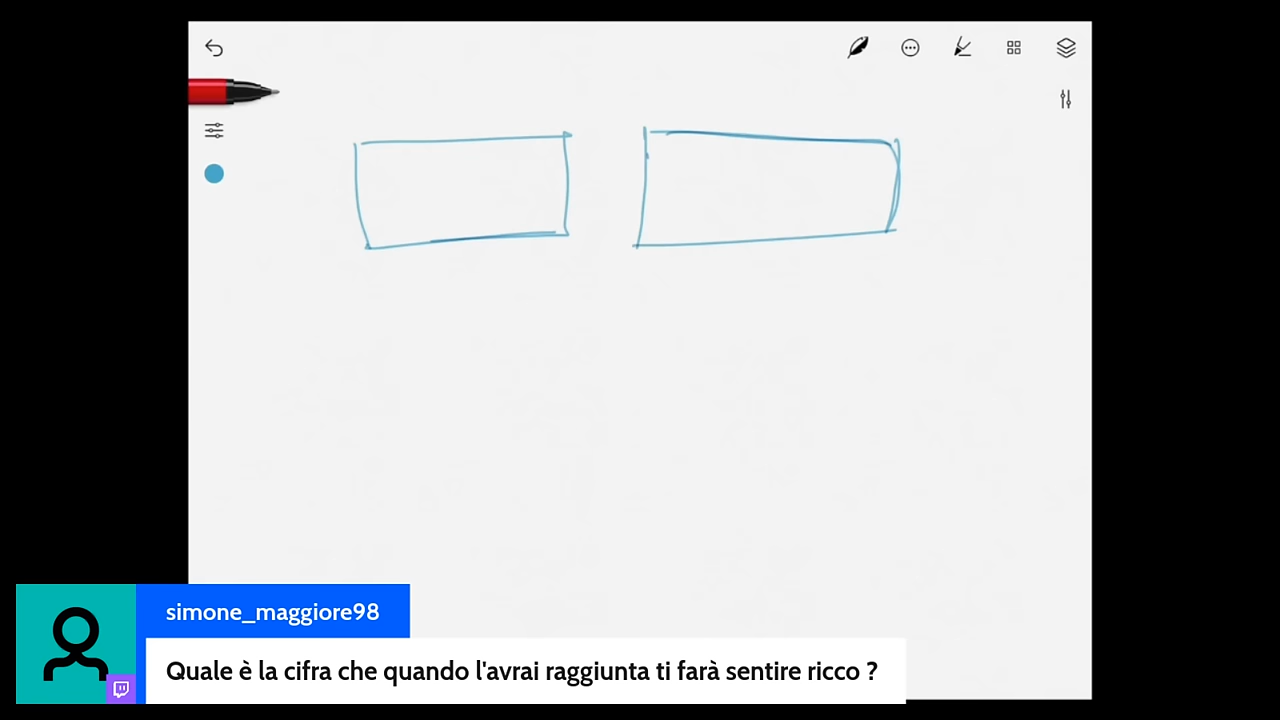 simone_maggiore98
Quale è la cifra che quando l'avrai raggiunta ti farà sentire ricco ?